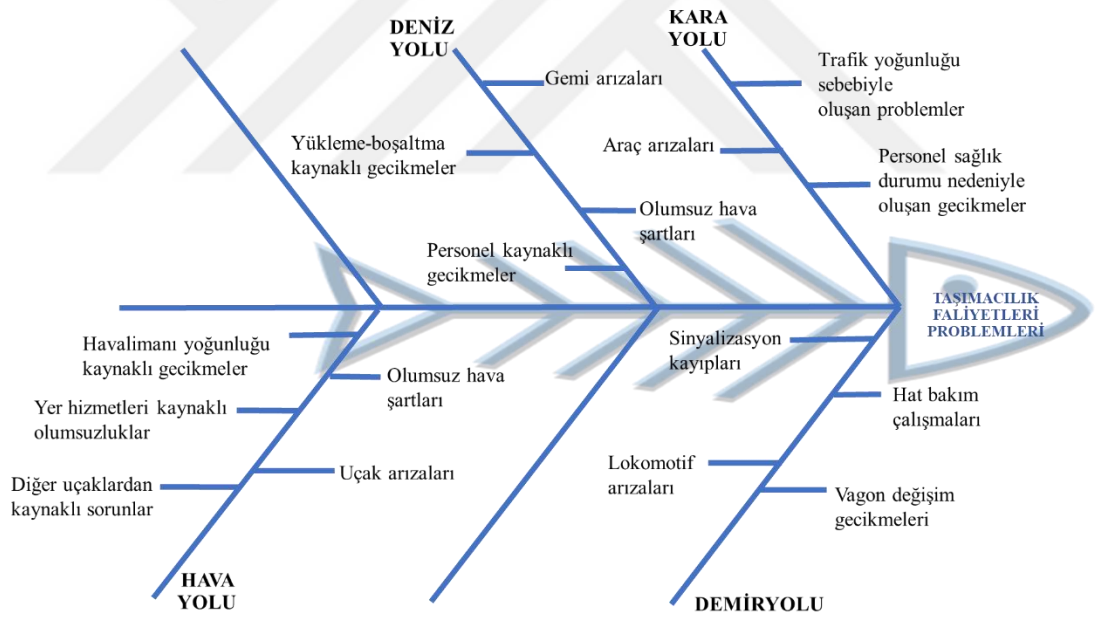 DENİZ
YOLU
KARA
YOLU
Gemi arızaları
Trafik yoğunluğu
sebebiyle
oluşan problemler
Yükleme-boşaltma
kaynaklı gecikmeler
Araç arızaları
Personel sağlık
durumu nedeniyle
oluşan gecikmeler
Olumsuz hava
şartları
Personel kaynaklı
gecikmeler
TAŞIMACILIK
FALİYETLERİ
PROBLEMLERİ
Havalimanı yoğunluğu
kaynaklı gecikmeler
Sinyalizasyon
kayıpları
Olumsuz hava
şartları
Hat bakım
çalışmaları
Yer hizmetleri kaynaklı
olumsuzluklar
Uçak arızaları
Lokomotif
arızaları
Diğer uçaklardan
kaynaklı sorunlar
Vagon değişim
gecikmeleri
HAVA
YOLU
DEMİRYOLU